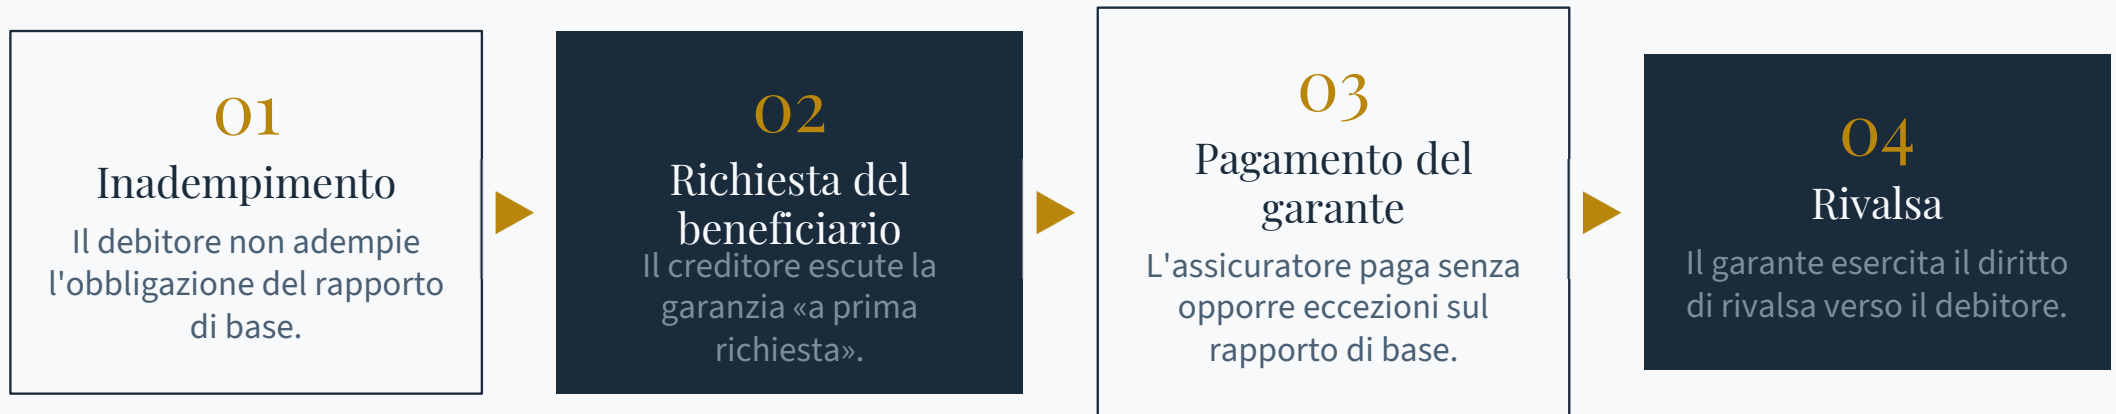 01
Inadempimento
Il debitore non adempie
l'obbligazione del rapporto
di base.
02
Richiesta del
beneficiario
Il creditore escute la
garanzia «a prima
richiesta».
03
Pagamento del
garante
L'assicuratore paga senza
opporre eccezioni sul
rapporto di base.
04
Rivalsa
Il garante esercita il diritto
di rivalsa verso il debitore.